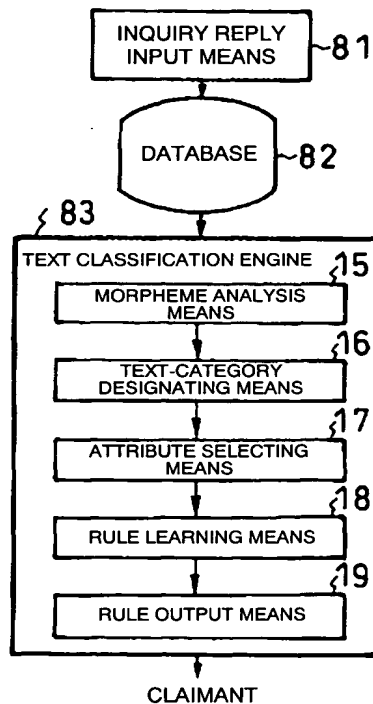 INQUIRY REPLY
INPUT MEANS
81
DATABASE
82
83
TEXT CLASSIFICATION ENGINE
15
MORPHEME ANALYSIS
MEANS
16
TEXT-CATEGORY
DESIGNATING MEANS
17
ATTRIBUTE SELECTING
MEANS
18
RULE LEARNING MEANS
19
RULE OUTPUT MEANS
CLAIMANT